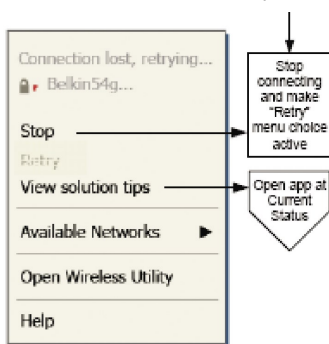 Connection lost, retrying...
Belkin54g...
Stop
Retry
View solution tips
Available Networks
Open Wireless Utility
Help
Stop
connecting
and make
"Retry"
menu choice
active
Open app at
Current
Status